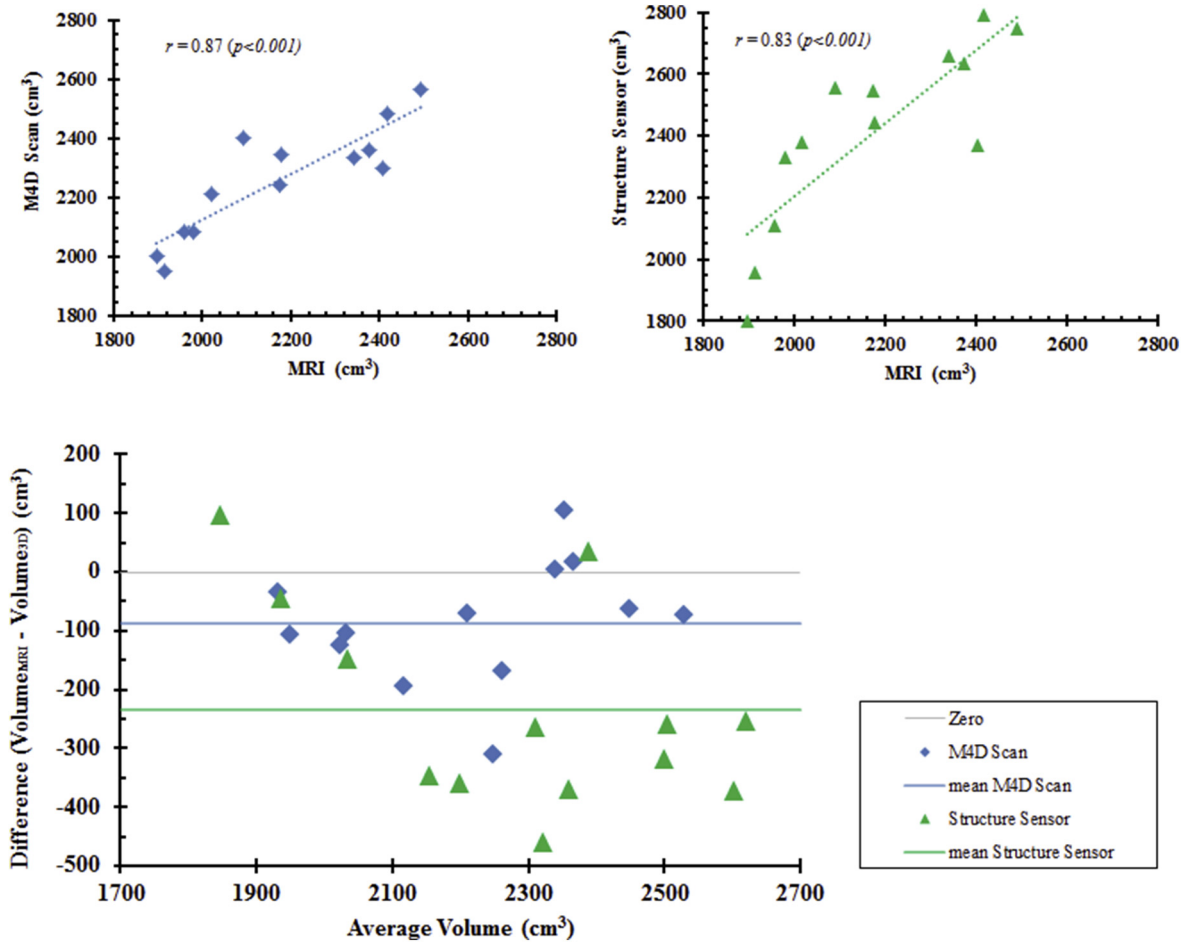 r = 0.87 (p<0.001)
M4D Scan (cm³)
2800
2600
2400
2200
2000
1800
1800 2000 2200 2400 2600 2800
MRI (cm³)
r = 0.83 (p<0.001)
Structure Sensor (cm³)
2800
2600
2400
2200
2000
1800
1800 2000 2200 2400 2600 2800
MRI (cm³)
Difference (VolumeMRI - Volume3D) (cm³)
200
100
0
-100
-200
-300
-400
-500
1700 1900 2100 2300 2500 2700
Average Volume (cm³)
Zero
M4D Scan
mean M4D Scan
Structure Sensor
mean Structure Sensor